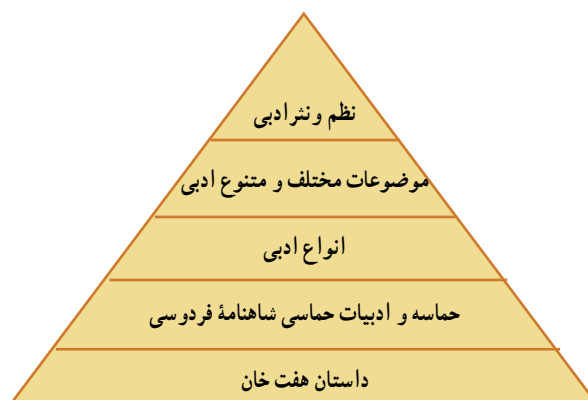 نظم ونثرادبی
موضوعات مختلف و متنوع ادبی
انواع ادبی
حماسه و ادبیات حماسی شاهنامهٔ فردوسی
داستان هفت خان